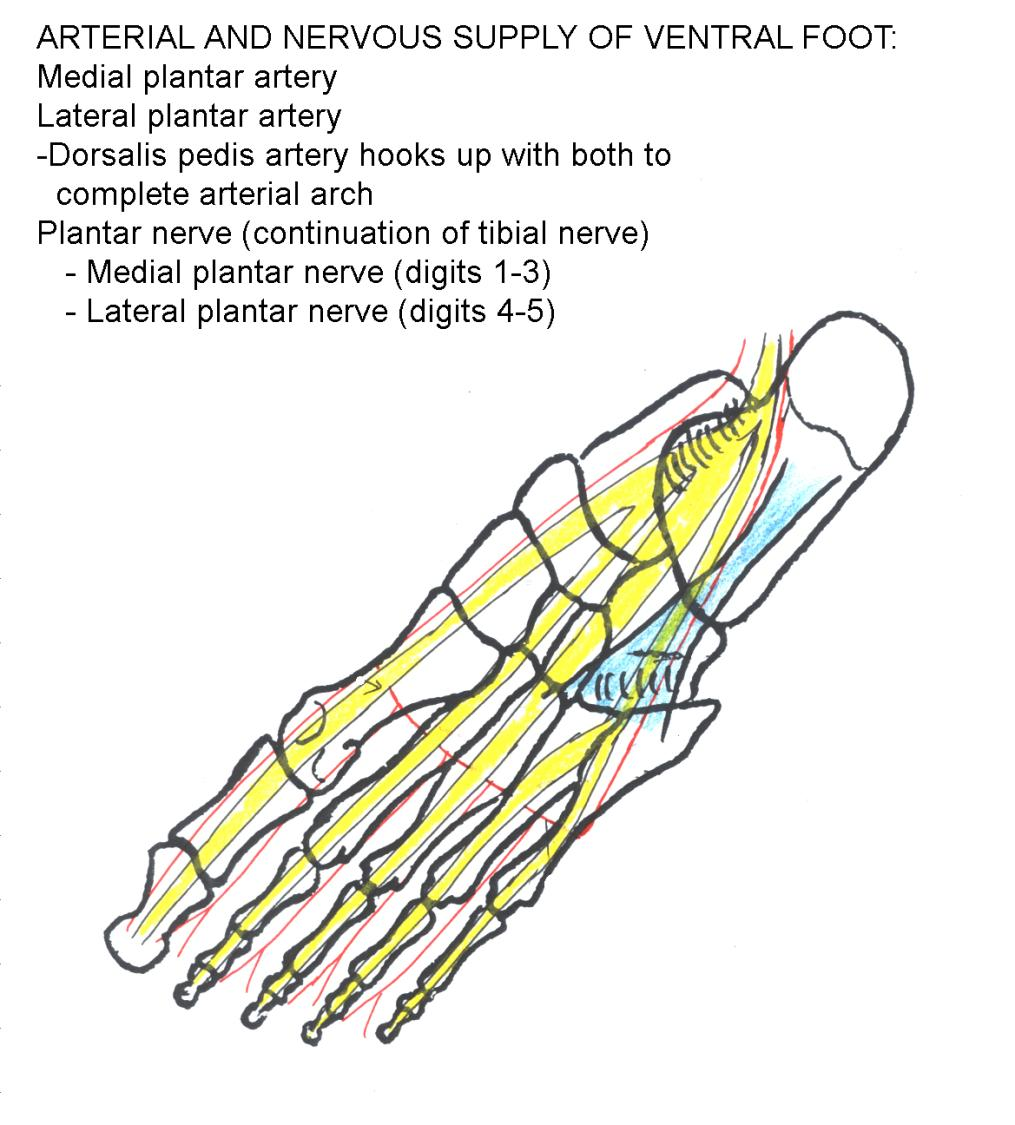 ARTERIAL AND NERVOUS SUPPLY OF VENTRAL FOOT:
Medial plantar artery
Lateral plantar artery
-Dorsalis pedis artery hooks up with both to
complete arterial arch
Plantar nerve (continuation of tibial nerve)
- Medial plantar nerve (digits 1-3)
- Lateral plantar nerve (digits 4-5)